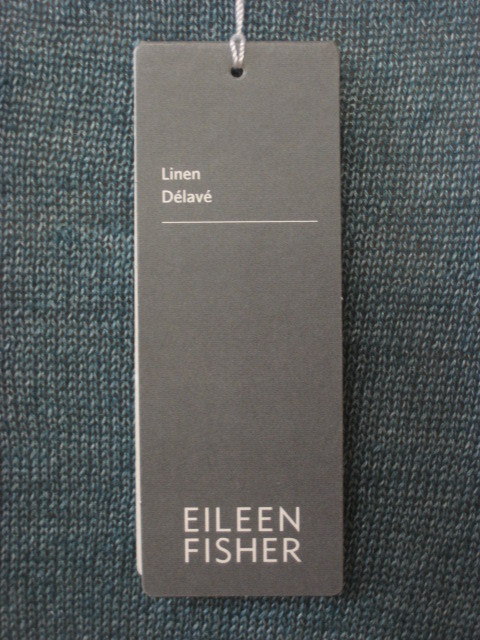 Linen
Délavé
EILEEN
FISHER